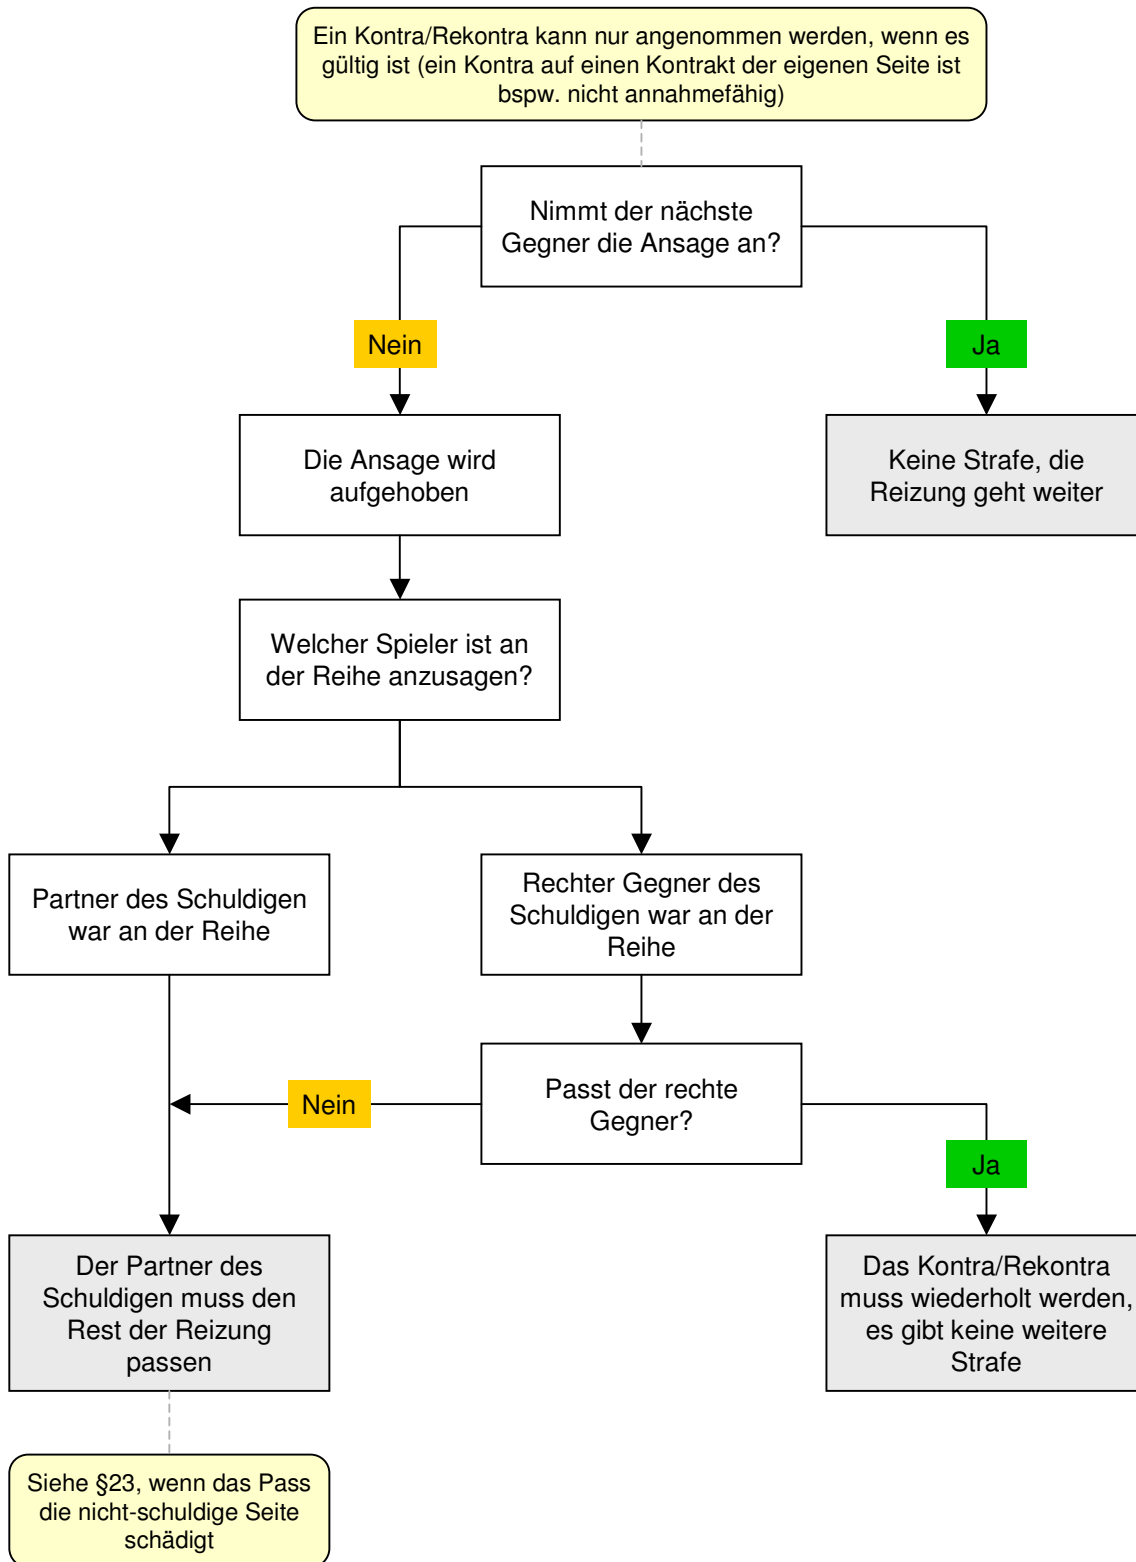 Ein Kontra/Rekontra kann nur angenommen werden, wenn es
gültig ist (ein Kontra auf einen Kontrakt der eigenen Seite ist
bspw. nicht annahmefähig)
Nimmt der nächste
Gegner die Ansage an?
Nein
Ja
Die Ansage wird
aufgehoben
Keine Strafe, die
Reizung geht weiter
Welcher Spieler ist an
der Reihe anzusagen?
Partner des Schuldigen
war an der Reihe
Rechter Gegner des
Schuldigen war an der
Reihe
Passt der rechte
Gegner?
Nein
Ja
Der Partner des
Schuldigen muss den
Rest der Reizung
passen
Das Kontra/Rekontra
muss wiederholt werden,
es gibt keine weitere
Strafe
Siehe §23, wenn das Pass
die nicht-schuldige Seite
schädigt